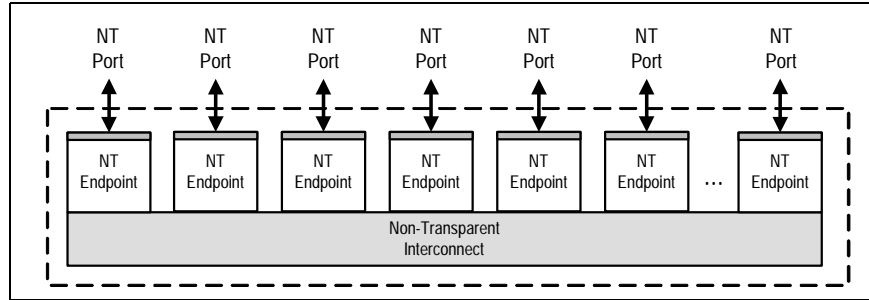 NT NT NT NT NT NT NT
Port Port Port Port Port Port Port
NT NT NT NT NT NT NT
Endpoint Endpoint Endpoint Endpoint Endpoint Endpoint ... Endpoint
Non-Transparent
Interconnect